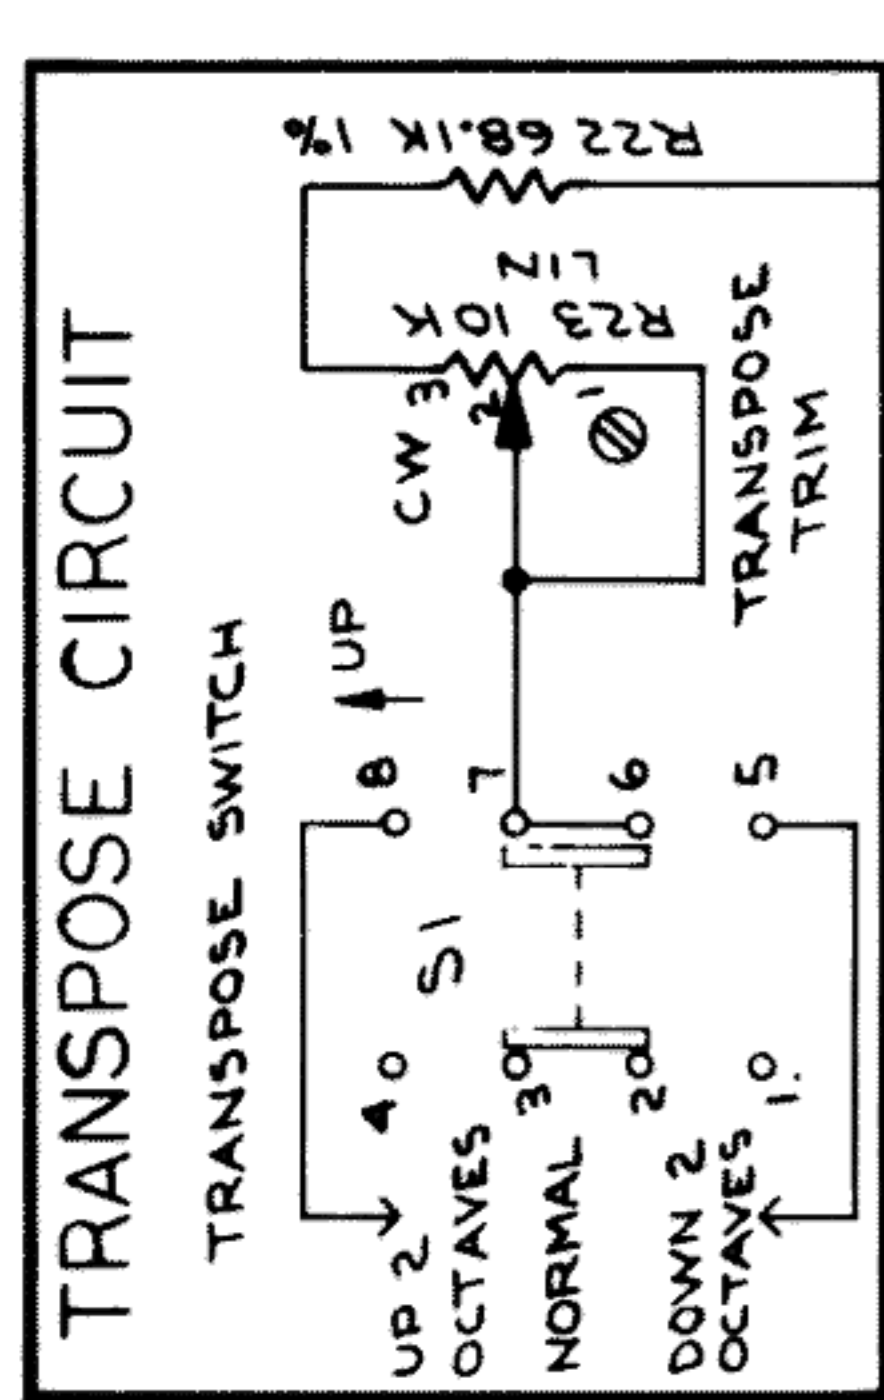 TRANSPOSE CIRCUIT
TRANSPOSE SWITCH
R22 68.1K 1%
R23 10K
LIN
CW 3
2
1
TRANSPOSE
TRIM
UP
8
7
6
5
S1
4
3
2
1
UP 2
OCTAVES
NORMAL
DOWN 2
OCTAVES